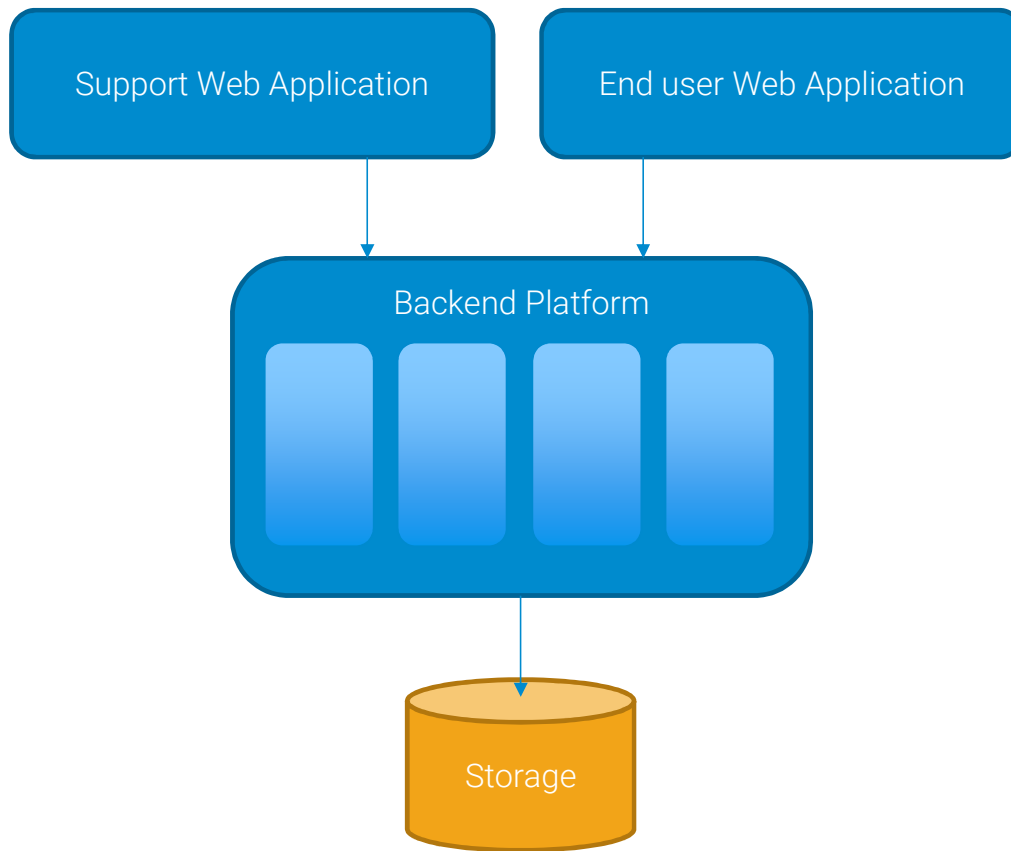 Support Web Application
End user Web Application
Backend Platform
Storage